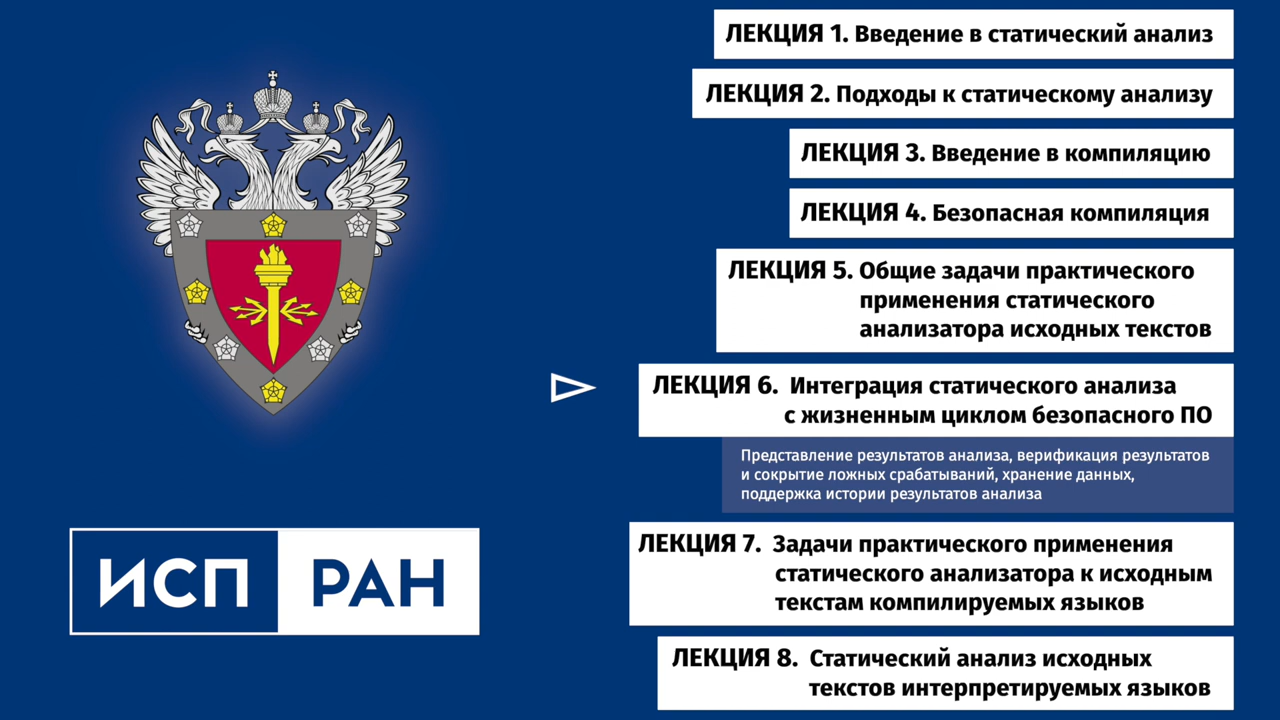 ЛЕКЦИЯ 1. Введение в статический анализ
ЛЕКЦИЯ 2. Подходы к статическому анализу
ЛЕКЦИЯ 3. Введение в компиляцию
ЛЕКЦИЯ 4. Безопасная компиляция
ЛЕКЦИЯ 5. Общие задачи практического
применения статического
анализатора исходных текстов
ЛЕКЦИЯ 6. Интеграция статического анализа
с жизненным циклом безопасного ПО
Представление результатов анализа, верификация результатов
и сокрытие ложных срабатываний, хранение данных,
поддержка истории результатов анализа
ЛЕКЦИЯ 7. Задачи практического применения
статического анализатора к исходным
текстам компилируемых языков
ЛЕКЦИЯ 8. Статический анализ исходных
текстов интерпретируемых языков
ИСП РАН